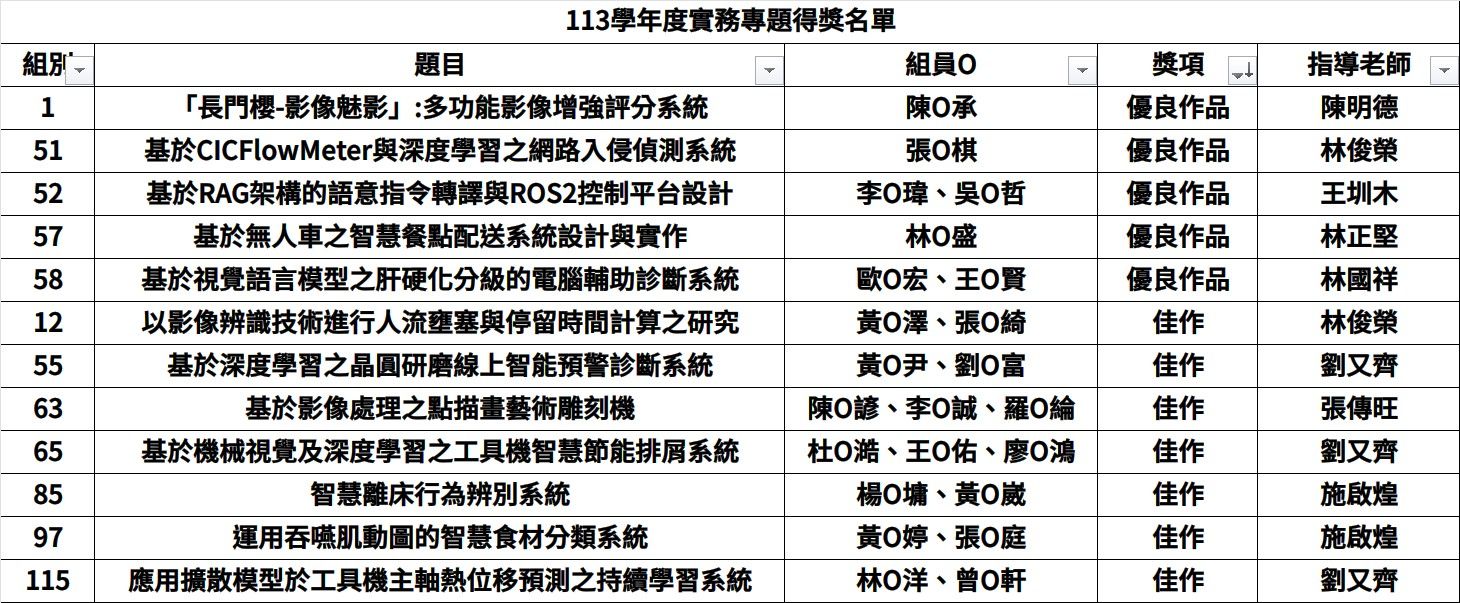 113學年度實務專題得獎名單
組別 題目 組員O 獎項 指導老師
1 「長門櫻-影像魅影」:多功能影像增強評分系統 陳O承 優良作品 陳明德
51 基於CICFlowMeter與深度學習之網路入侵偵測系統 張O棋 優良作品 林俊榮
52 基於RAG架構的語意指令轉譯與ROS2控制平台設計 李O瑋、吳O哲 優良作品 王圳木
57 基於無人車之智慧餐點配送系統設計與實作 林O盛 優良作品 林正堅
58 基於視覺語言模型之肝硬化分級的電腦輔助診斷系統 歐O宏、王O賢 優良作品 林國祥
12 以影像辨識技術進行人流壅塞與停留時間計算之研究 黃O澤、張O綺 佳作 林俊榮
55 基於深度學習之晶圓研磨線上智能預警診斷系統 黃O尹、劉O富 佳作 劉又齊
63 基於影像處理之點描畫藝術雕刻機 陳O諺、李O誠、羅O綸 佳作 張傳旺
65 基於機械視覺及深度學習之工具機智慧節能排屑系統 杜O澔、王O佑、廖O鴻 佳作 劉又齊
85 智慧離床行為辨別系統 楊O墉、黃O崴 佳作 施啟煌
97 運用吞嚥肌動圖的智慧食材分類系統 黃O婷、張O庭 佳作 施啟煌
115 應用擴散模型於工具機主軸熱位移預測之持續學習系統 林O洋、曾O軒 佳作 劉又齊